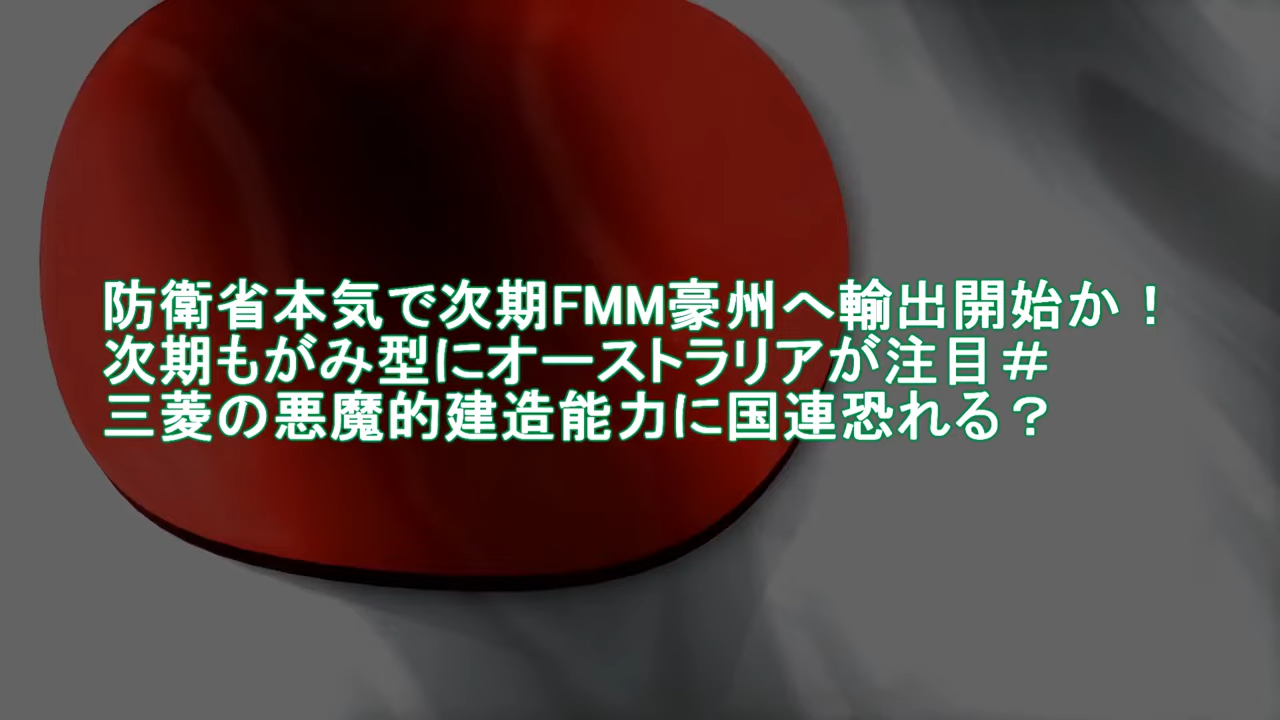 防衛省本気で次期FMM豪州へ輸出開始か！
次期もがみ型にオーストラリアが注目＃
三菱の悪魔的建造能力に国連恐れる？